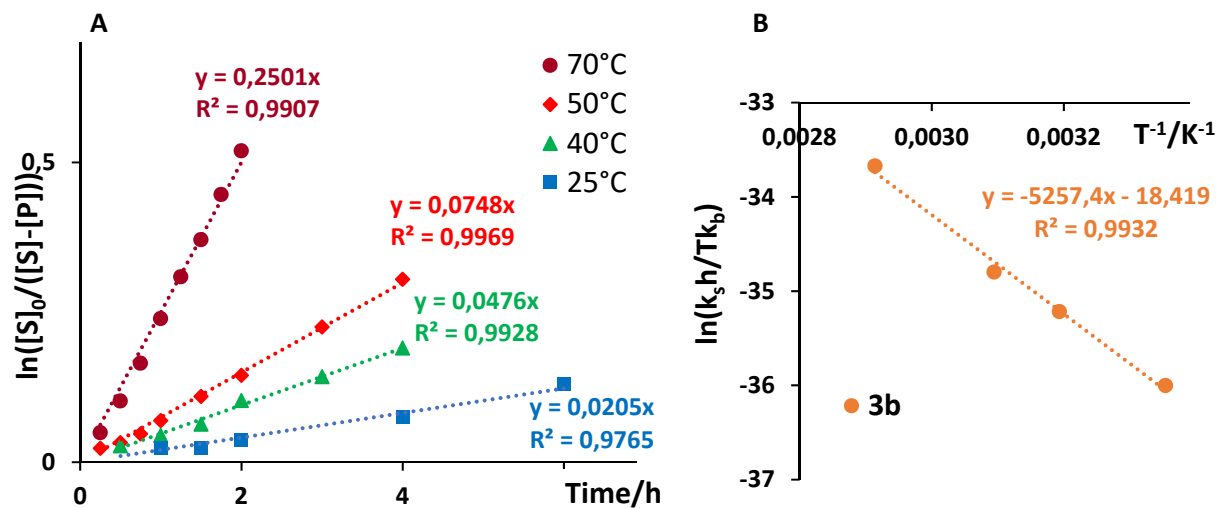 A
70°C
50°C
40°C
25°C
y = 0,2501x
R² = 0,9907
y = 0,0748x
R² = 0,9969
y = 0,0476x
R² = 0,9928
y = 0,0205x
R² = 0,9765
ln([S]₀/([S]-[P]))
0,5
0
0
2
4
Time/h
B
-33
-34
-35
-36
-37
0,0028
0,0030
0,0032
T⁻¹/K⁻¹
y = -5257,4x - 18,419
R² = 0,9932
ln(kₛh/Tk_b)
3b